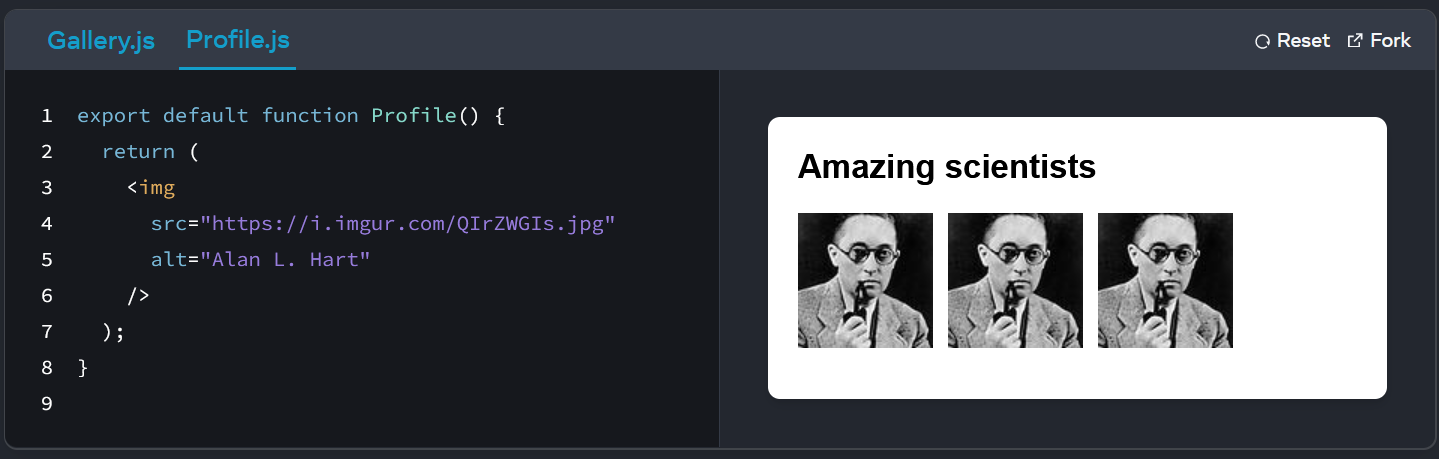 Gallery.js Profile.js Reset Fork
1 export default function Profile() {
2   return (
3     <img
4       src="https://i.imgur.com/QIrZWGIs.jpg"
5       alt="Alan L. Hart"
6     />
7   );
8 }
9
Amazing scientists